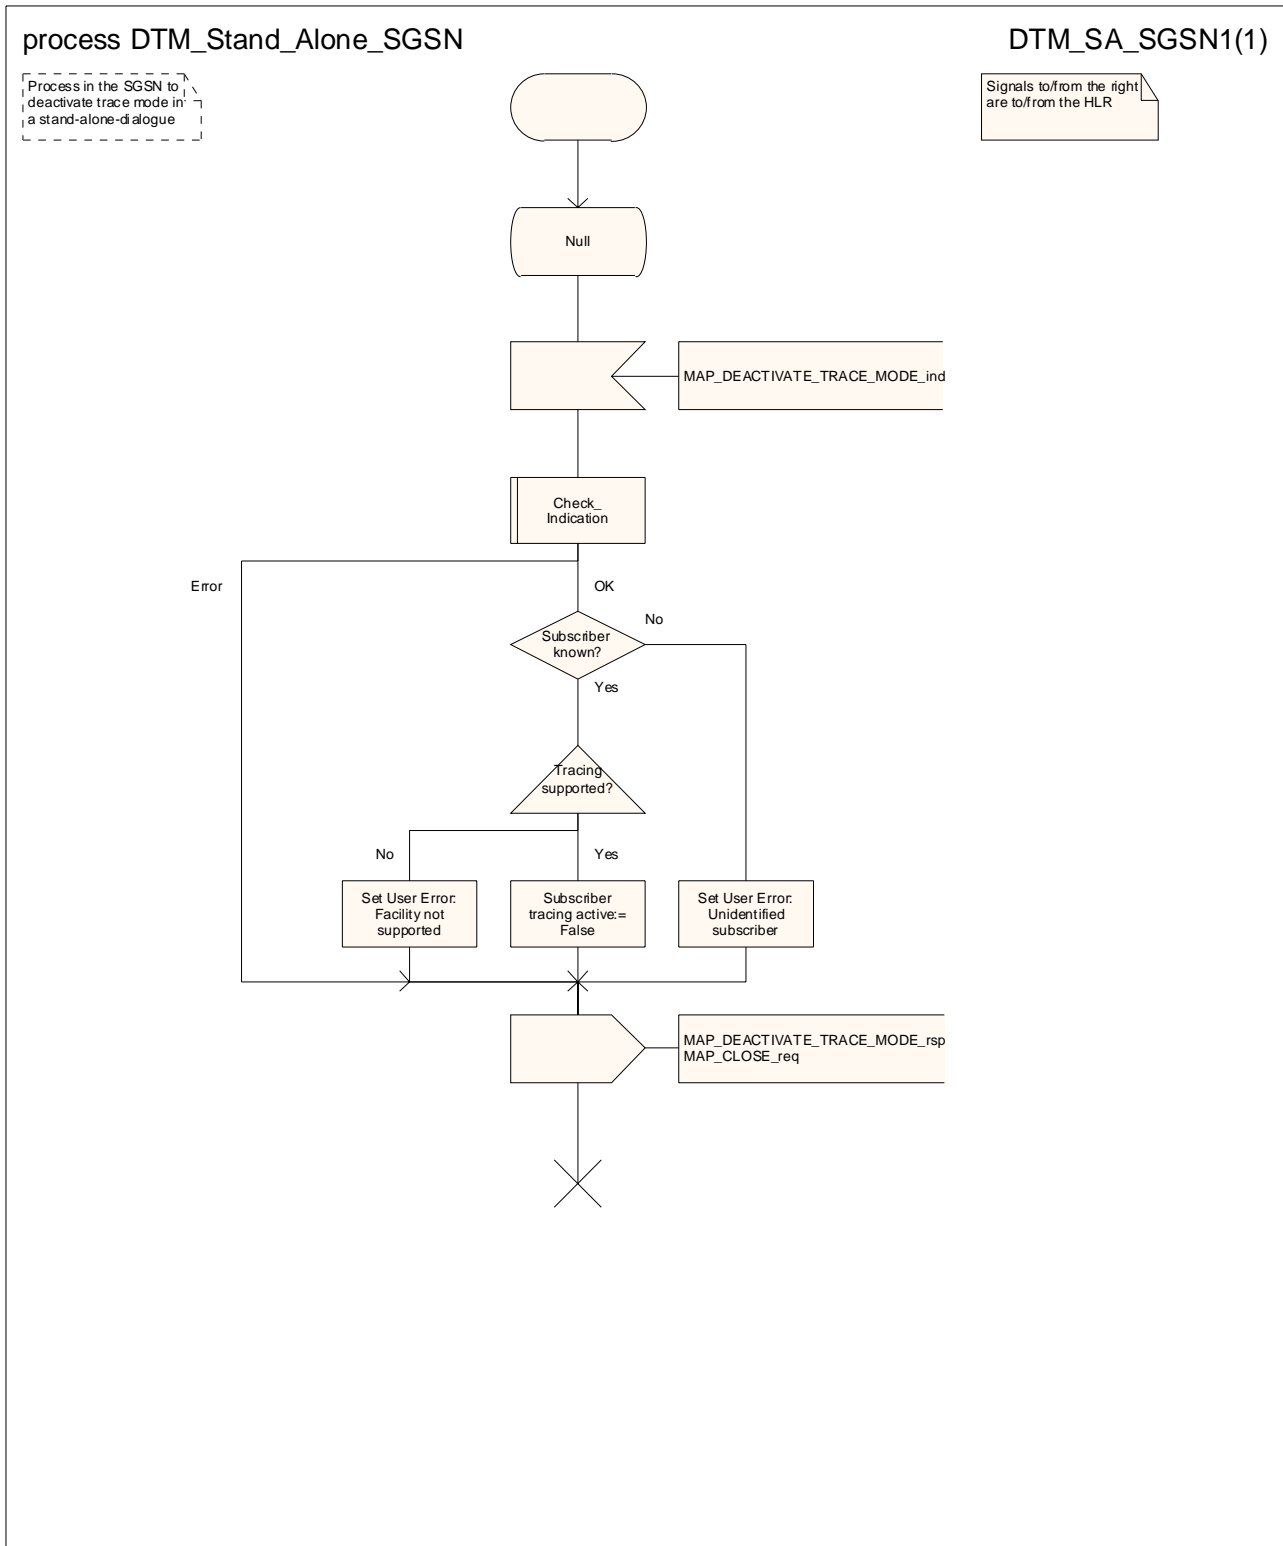 process DTM_Stand_Alone_SGSN
DTM_SA_SGSN1(1)
Process in the SGSN to
deactivate trace mode in
a stand-alone-dialogue
Signals to/from the right
are to/from the HLR
Null
MAP_DEACTIVATE_TRACE_MODE_ind
Check_
Indication
Error
OK
No
Subscriber
known?
Yes
Tracing
supported?
No
Yes
Set User Error:
Facility not
supported
Subscriber
tracing active:=
False
Set User Error:
Unidentified
subscriber
MAP_DEACTIVATE_TRACE_MODE_rsp
MAP_CLOSE_req